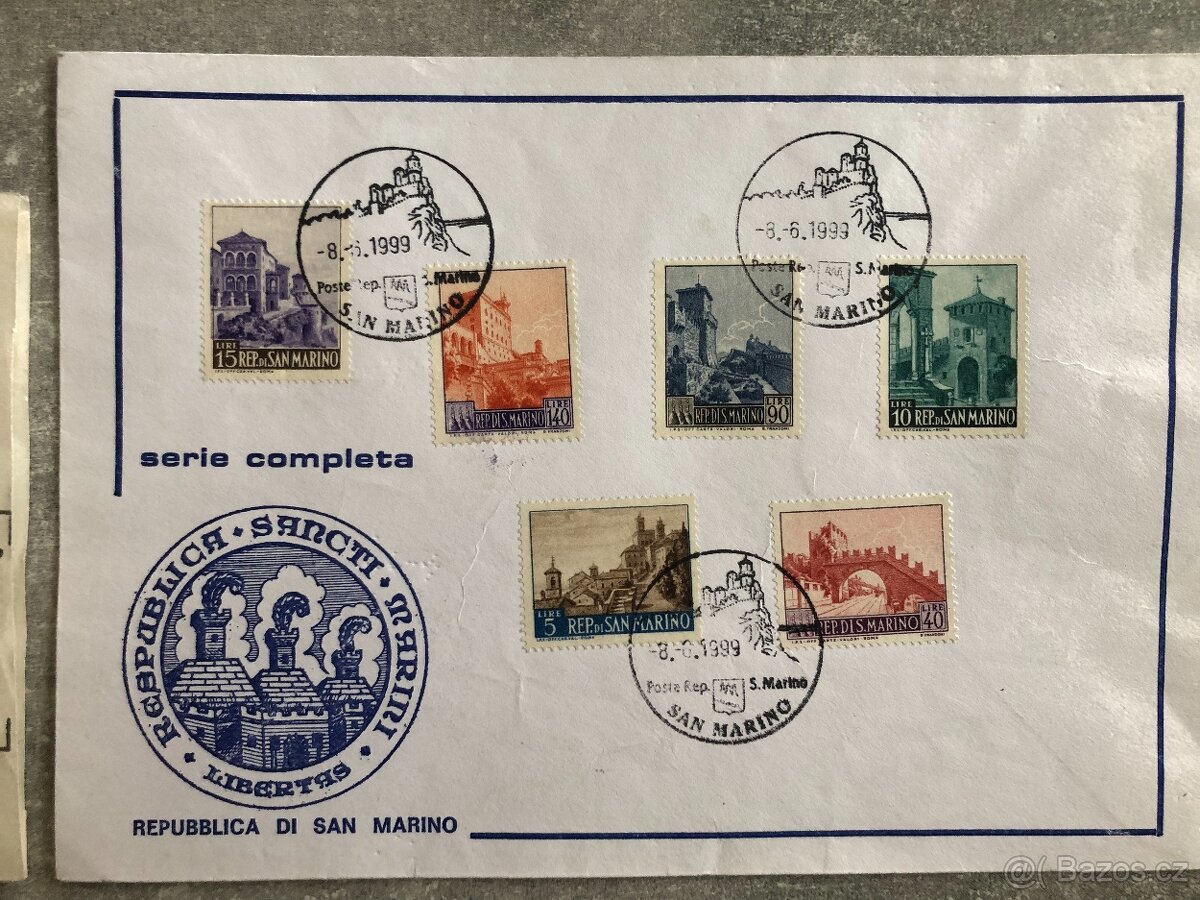 -8.-6.1999
Poste Rep. S. Marino
SAN MARINO
-8.-6.1999
Poste Rep. S. Marino
SAN MARINO
LIRE
15 REP. DI SAN MARINO
REP. DI S. MARINO LIRE 140
REP. DI S. MARINO LIRE 90
LIRE
10 REP. DI SAN MARINO
serie completa
LIRE
5 REP. DI SAN MARINO
REP. DI S. MARINO LIRE 40
-8.-6.1999
Poste Rep. S. Marino
SAN MARINO
RESPUBLICA · SANCTI · MARINI
LIBERTAS
REPUBBLICA DI SAN MARINO
@( Bazos.cz